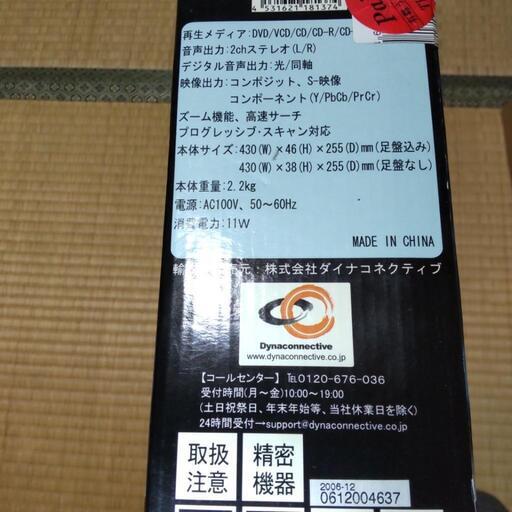 4 531621 181374
再生メディア:DVD/VCD/CD/CD-R/CD-
音声出力:2chステレオ(L/R)
デジタル音声出力:光/同軸
映像出力:コンポジット、S-映像
コンポーネント(Y/PbCb/PrCr)
ズーム機能、高速サーチ
プログレッシブ・スキャン対応
本体サイズ:430(W)×46(H)×255(D)mm(足盤込み)
430(W)×38(H)×255(D)mm(足盤なし)
本体重量:2.2kg
電源:AC100V、50〜60Hz
消費電力:11W
MADE IN CHINA
元:株式会社ダイナコネクティブ
Dynaconnective
www.dynaconnective.co.jp
【コールセンター】TEL0120-676-036
受付時間(月〜金)10:00〜19:00
(土日祝祭日、年末年始等、当社休業日を除く)
24時間受付→support@dynaconnective.co.jp
取扱注意
精密機器
2006-12
0612004637